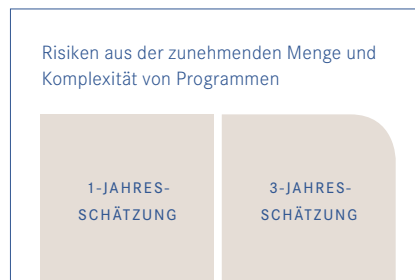 Risiken aus der zunehmenden Menge und
Komplexität von Programmen
1-JAHRES-
SCHÄTZUNG
3-JAHRES-
SCHÄTZUNG